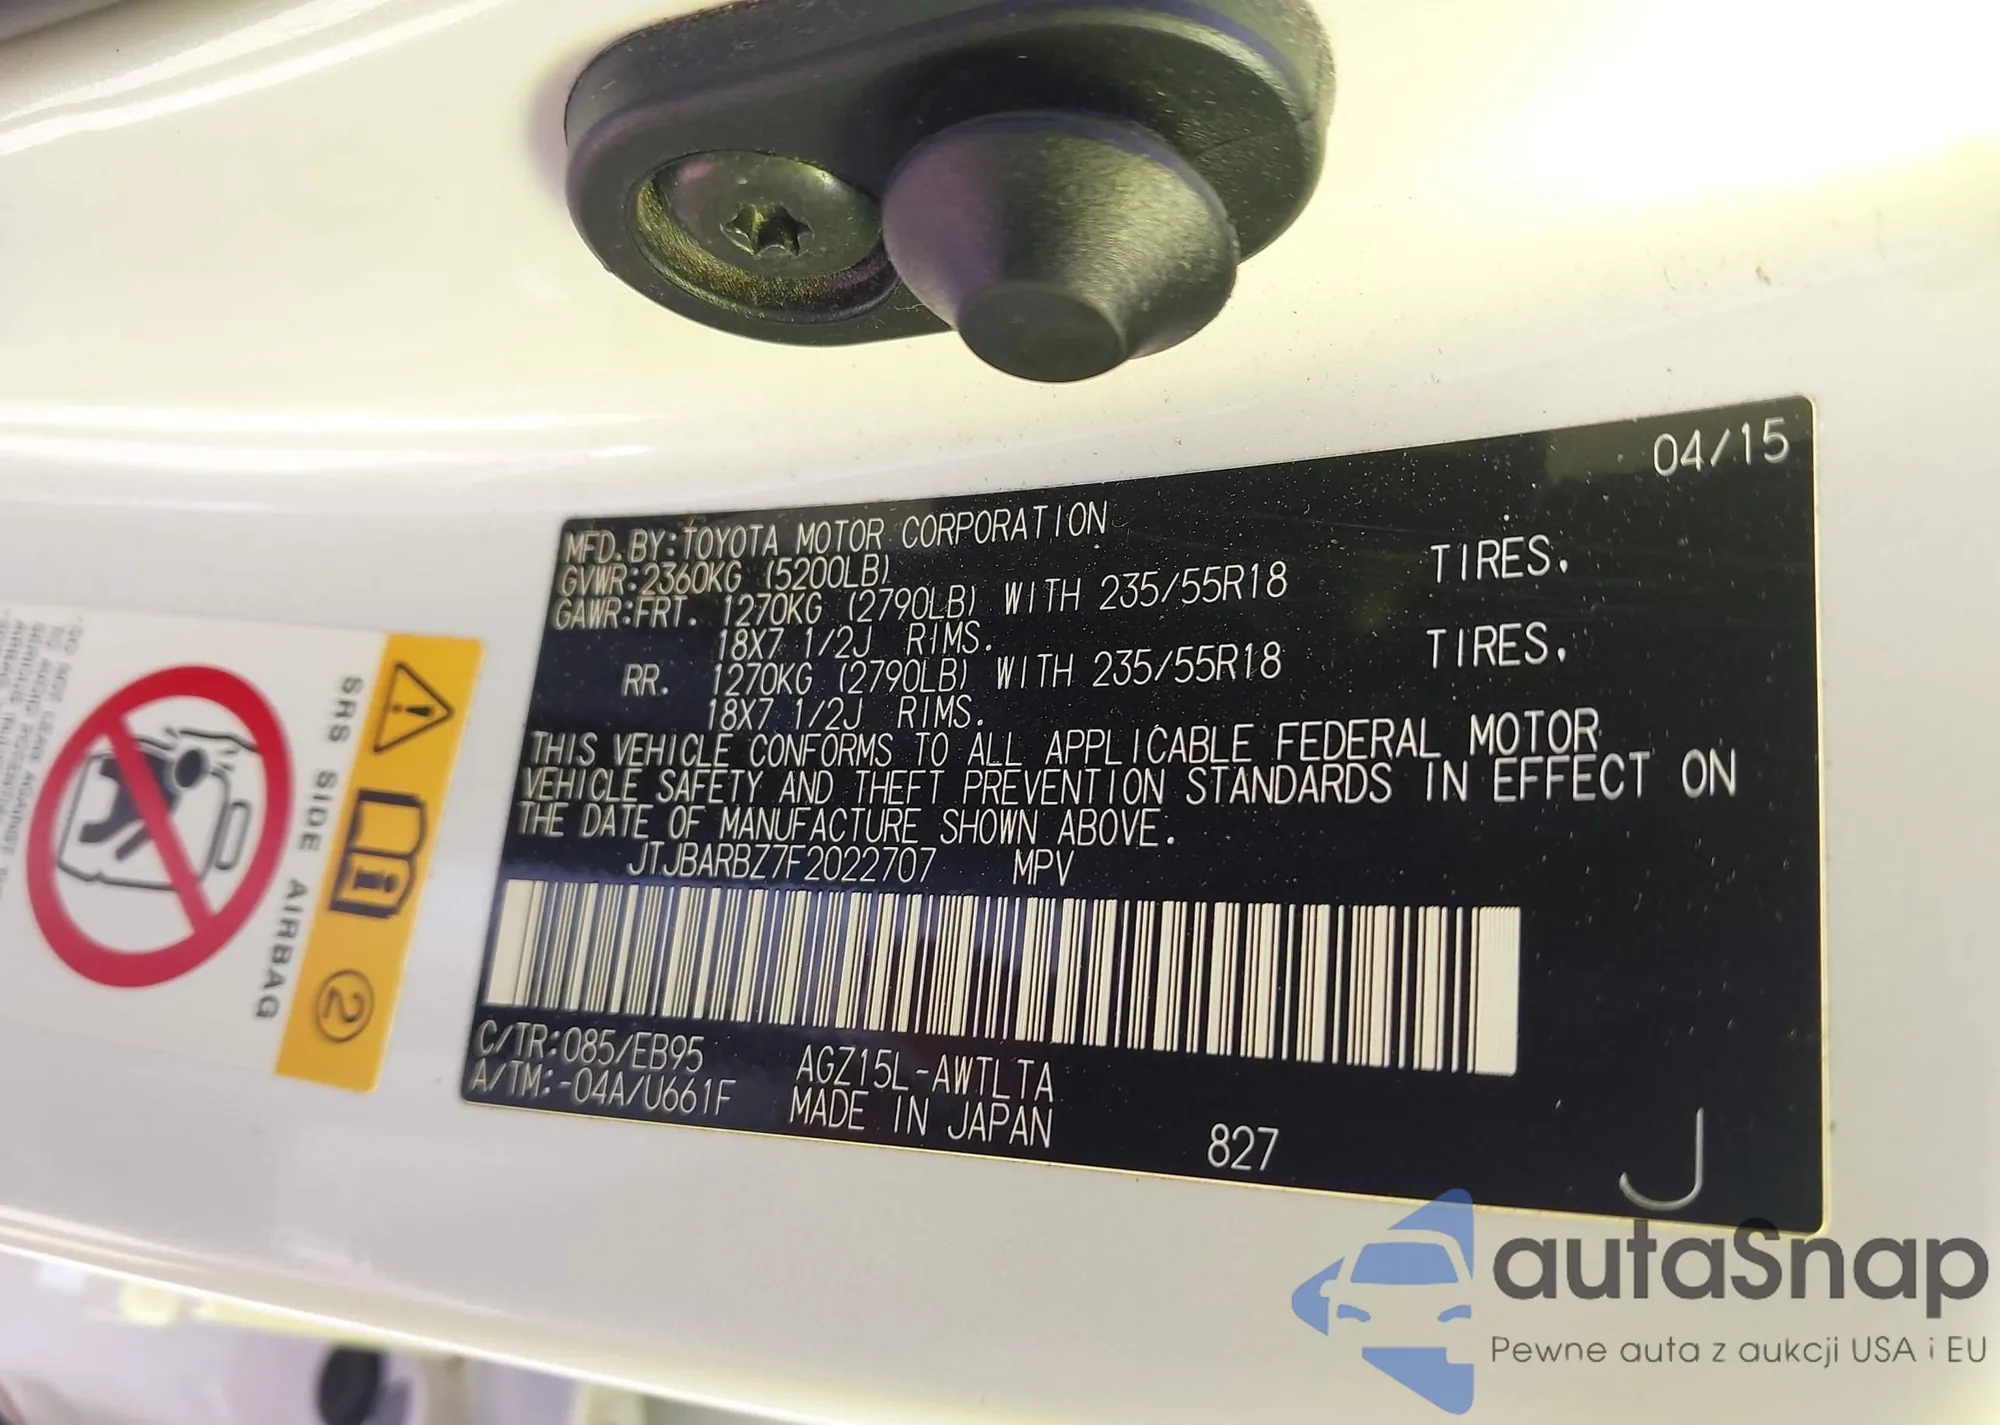 04/15
MFD.BY:TOYOTA MOTOR CORPORATION
GVWR:2360KG (5200LB)
GAWR:FRT. 1270KG (2790LB) WITH 235/55R18 TIRES.
18X7 1/2J RIMS.
RR. 1270KG (2790LB) WITH 235/55R18 TIRES.
18X7 1/2J RIMS.
THIS VEHICLE CONFORMS TO ALL APPLICABLE FEDERAL MOTOR
VEHICLE SAFETY AND THEFT PREVENTION STANDARDS IN EFFECT ON
THE DATE OF MANUFACTURE SHOWN ABOVE.
JTJBARBZ7F2022707 MPV
C/TR:085/EB95 AGZ15L-AWTLTA
A/TM:-04A/U661F MADE IN JAPAN
827
J
SRS SIDE AIRBAG
2
autaSnap
Pewne auta z aukcji USA i EU